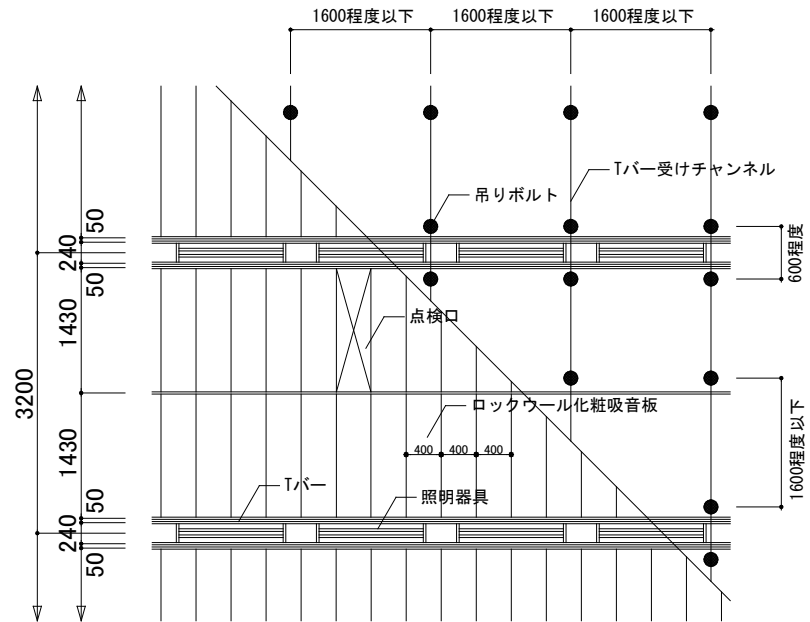 1600程度以下 1600程度以下 1600程度以下
Tバー受けチャンネル
吊りボルト
50
240
50
600程度
点検口
1430
3200
ロックウール化粧吸音板
400 400 400
1430
1600程度以下
Tバー
照明器具
50
240
50